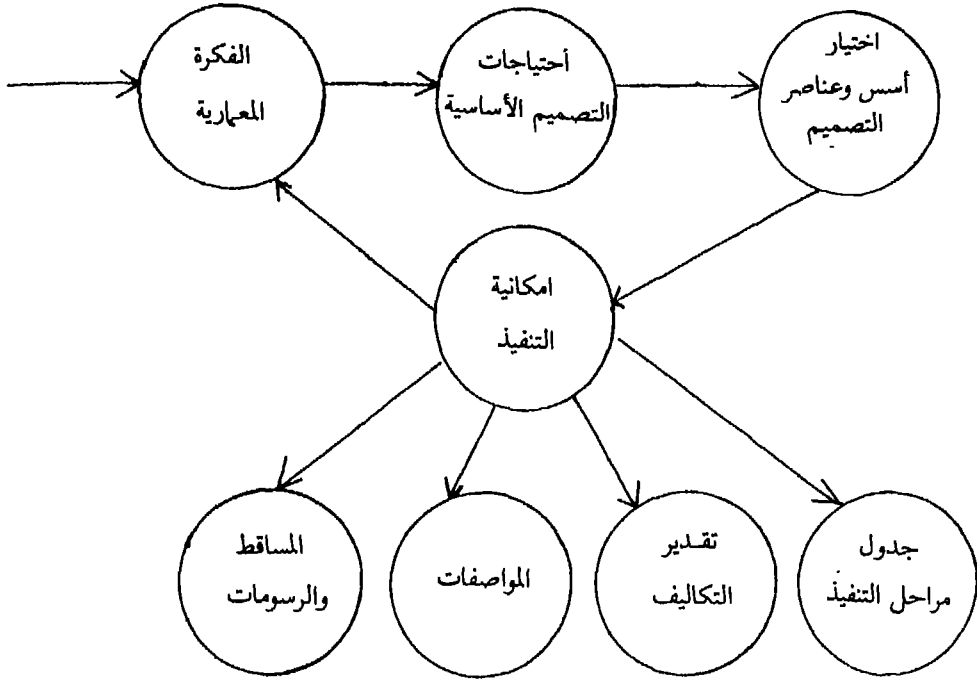 الفكرة
المعمارية
أحتياجات
التصميم الأساسية
اختيار
أسس وعناصر
التصميم
امكانية
التنفيذ
المساقط
والرسومات
المواصفات
تقدير
التكاليف
جدول
مراحل التنفيذ